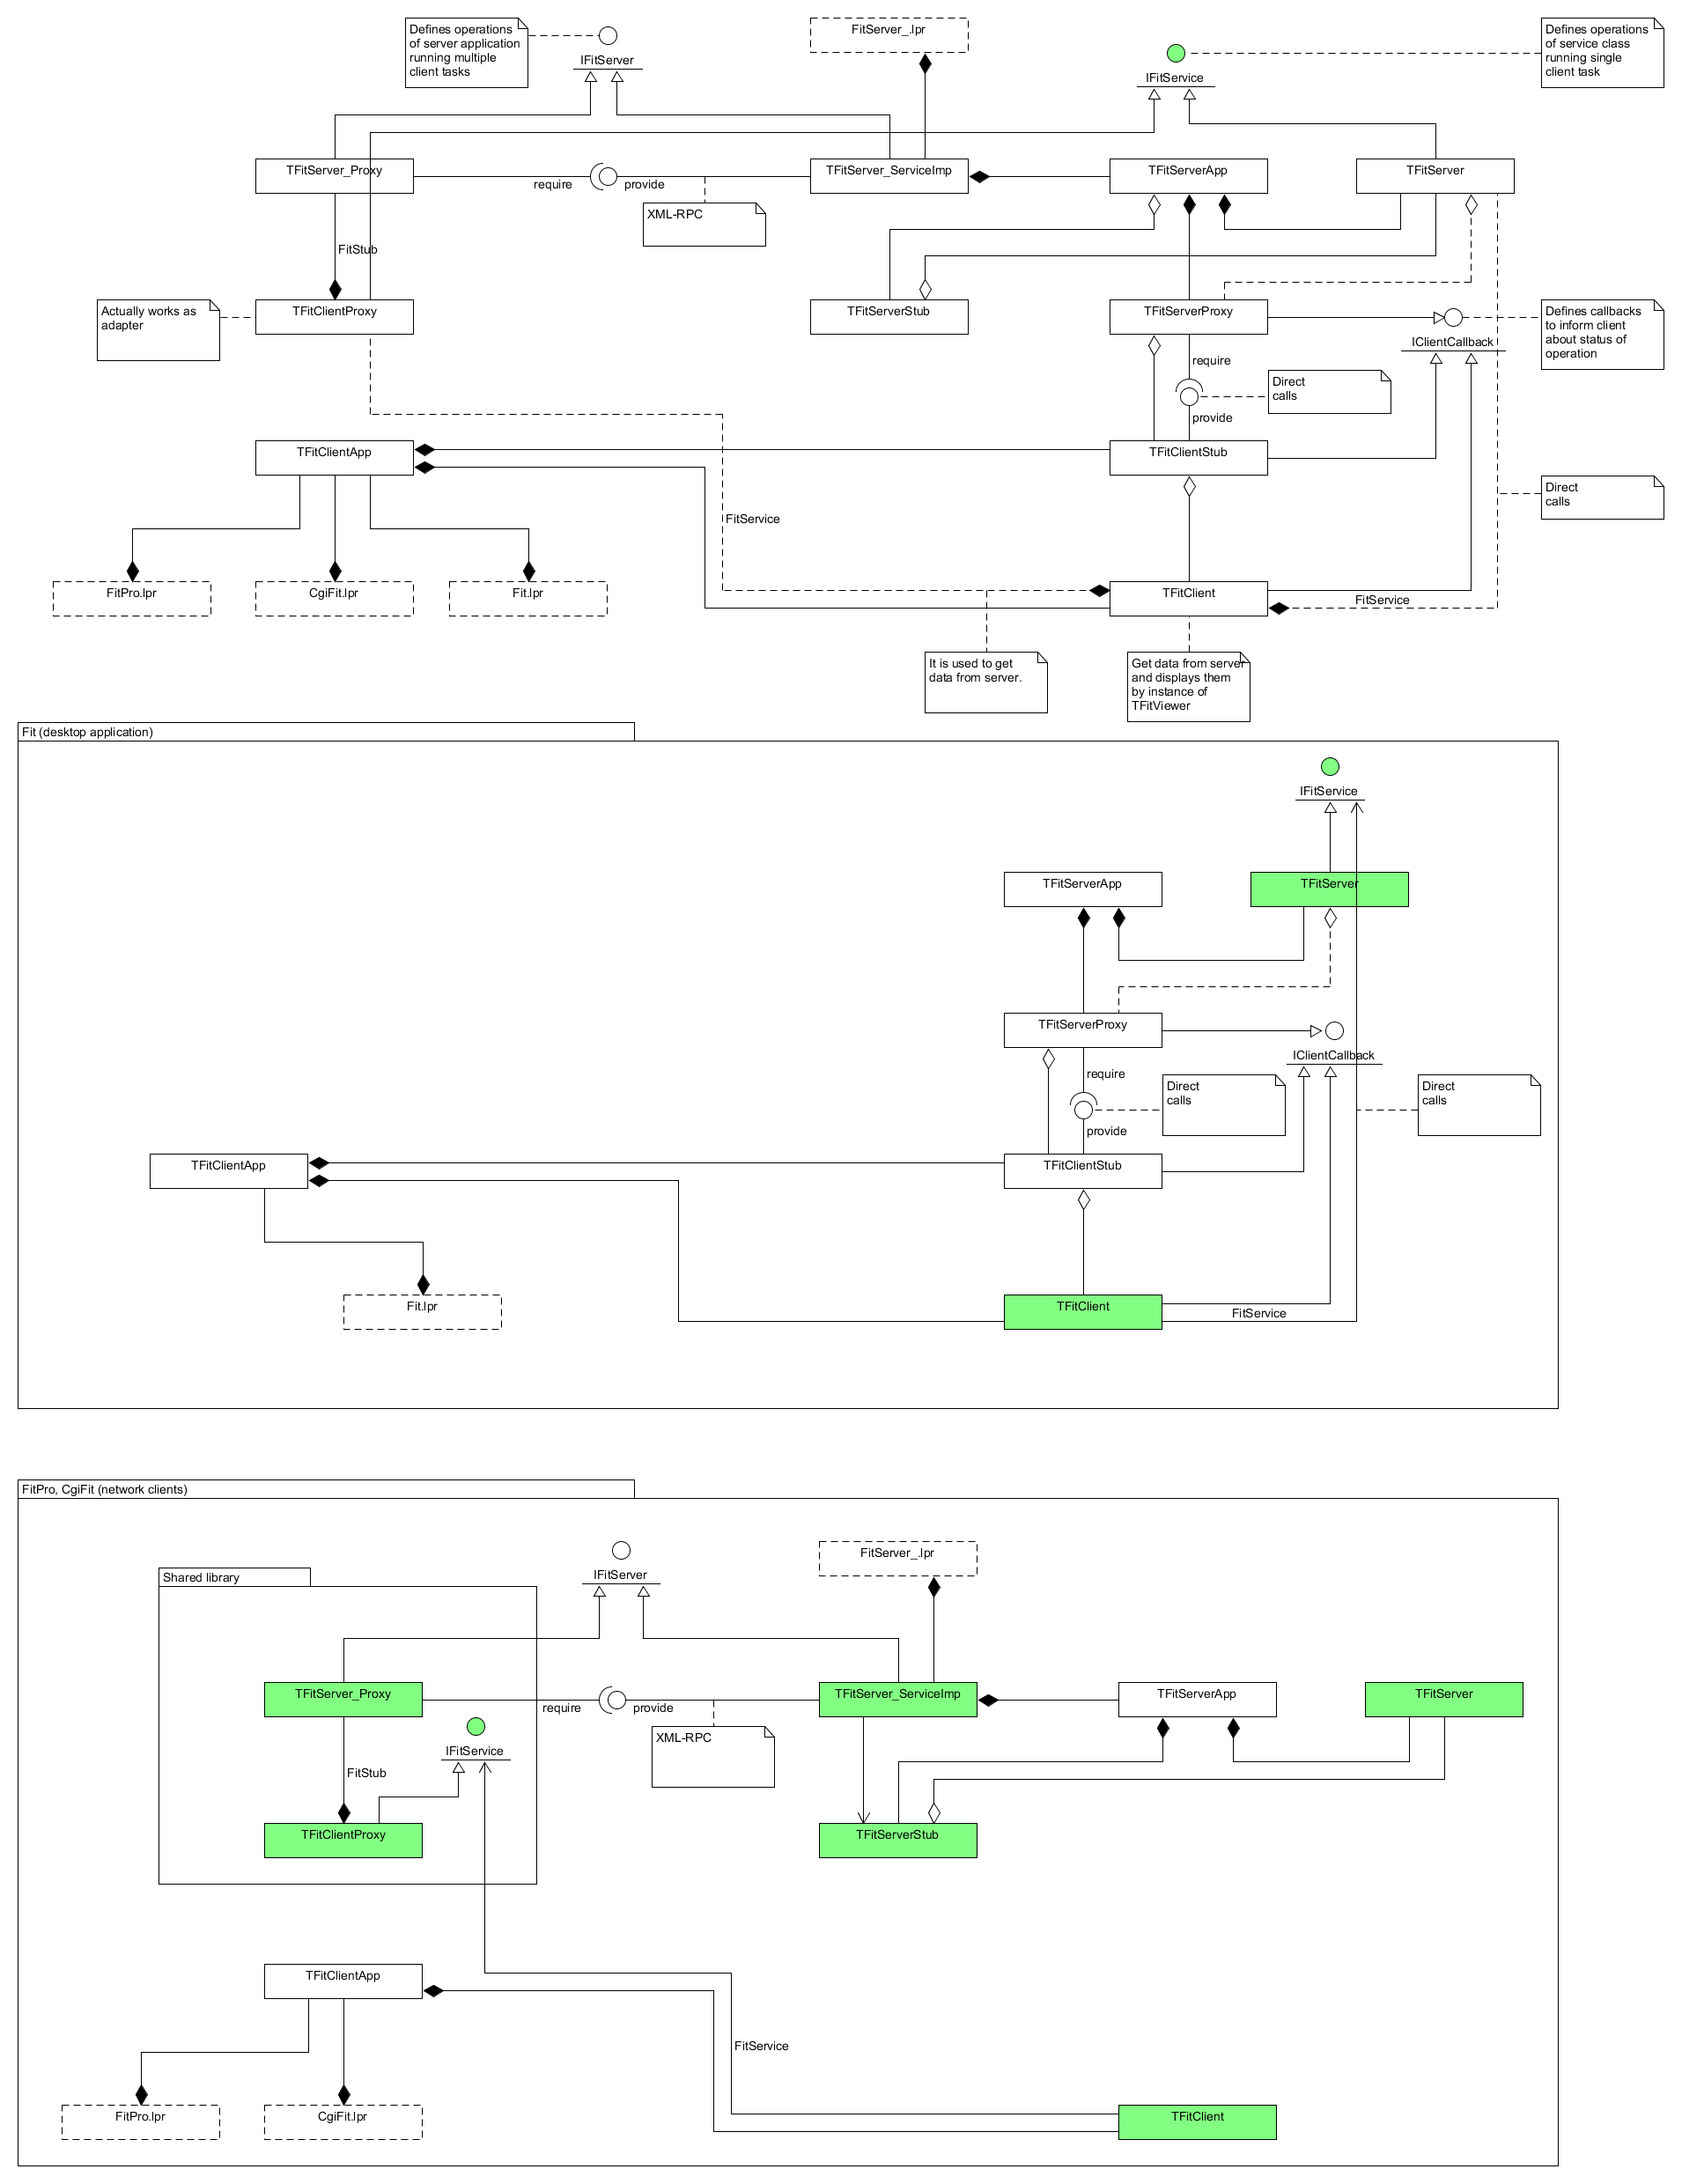 Defines operations
of server application
running multiple
client tasks
IFitServer
FitServer_.lpr
IFitService
Defines operations
of service class
running single
client task
TFitServer_Proxy
require
provide
XML-RPC
TFitServer_ServiceImp
TFitServerApp
TFitServer
FitStub
Actually works as
adapter
TFitClientProxy
TFitServerStub
TFitServerProxy
IClientCallback
Defines callbacks
to inform client
about status of
operation
require
Direct
calls
provide
TFitClientApp
TFitClientStub
Direct
calls
FitService
FitPro.lpr
CgiFit.lpr
Fit.lpr
TFitClient
FitService
It is used to get
data from server.
Get data from server
and displays them
by instance of
TFitViewer
Fit (desktop application)
IFitService
TFitServerApp
TFitServer
TFitServerProxy
IClientCallback
require
Direct
calls
Direct
calls
provide
TFitClientApp
TFitClientStub
Fit.lpr
TFitClient
FitService
FitPro, CgiFit (network clients)
Shared library
IFitServer
FitServer_.lpr
TFitServer_Proxy
require
provide
XML-RPC
TFitServer_ServiceImp
TFitServerApp
TFitServer
IFitService
FitStub
TFitClientProxy
TFitServerStub
TFitClientApp
FitService
FitPro.lpr
CgiFit.lpr
TFitClient